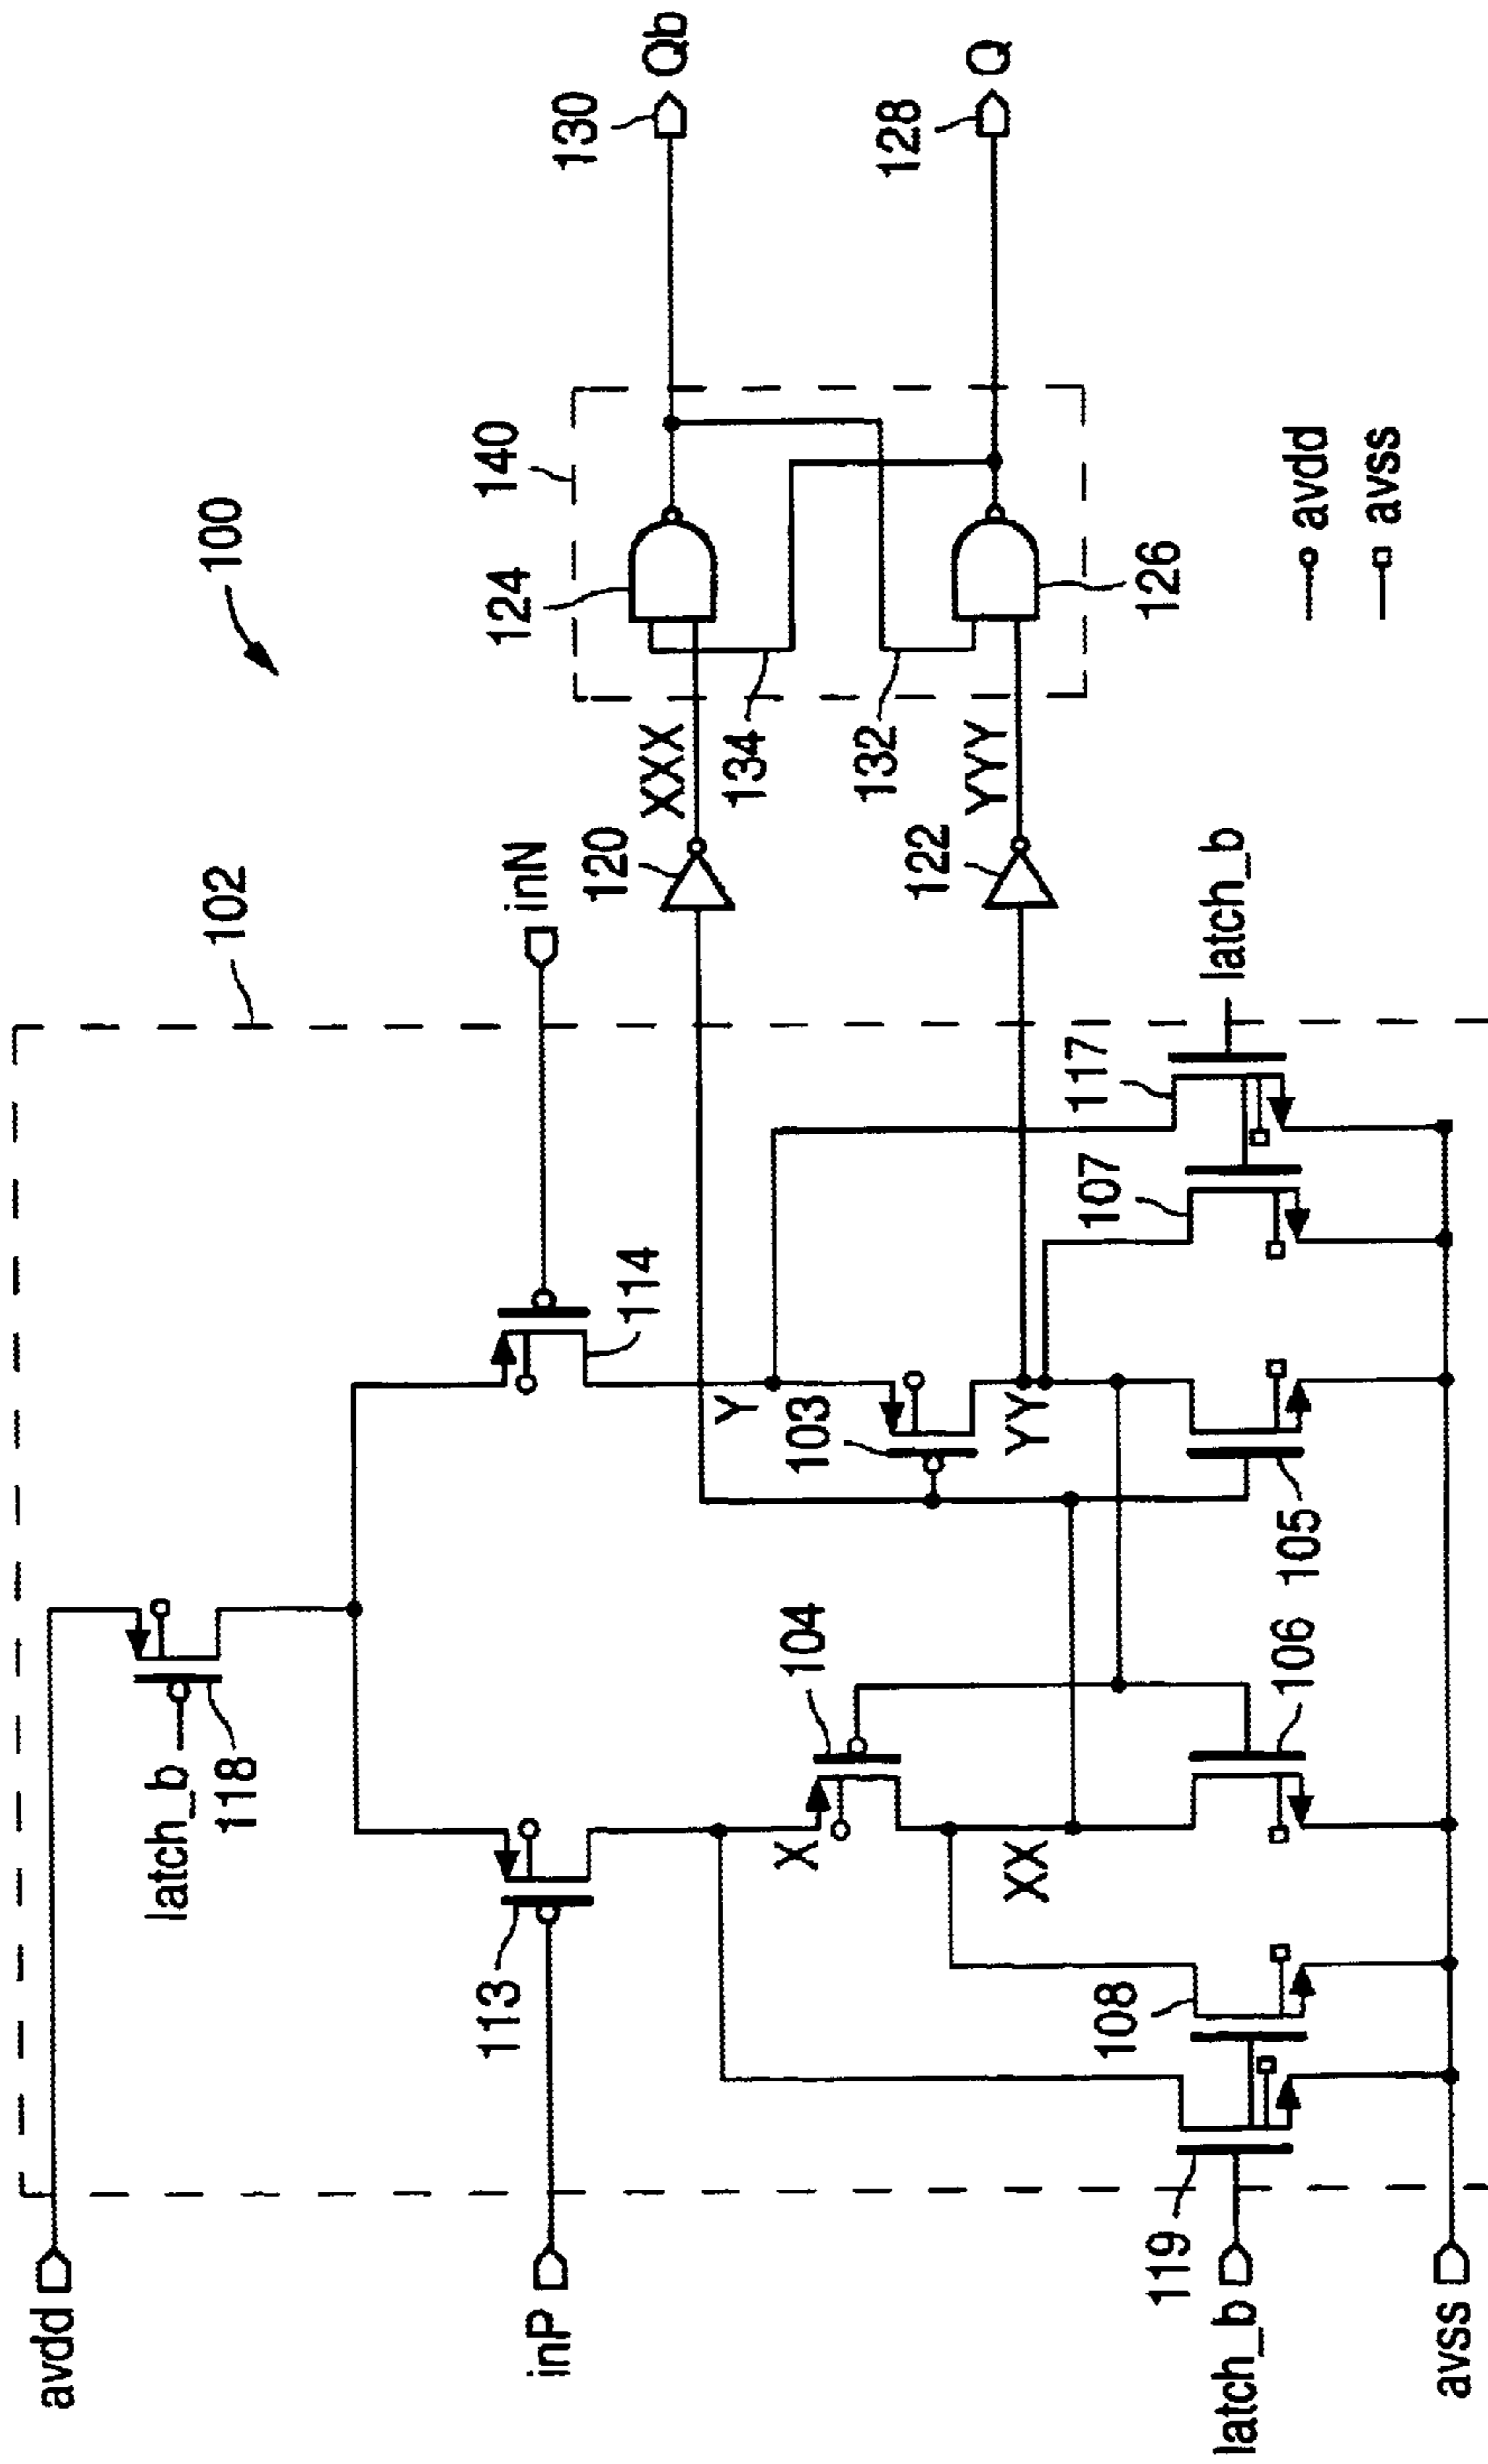 100
102
avdd
latch_b
118
inP
113
114
inN
120
XXX
124
140
130
Qb
134
X
Y
104
103
132
122
YYY
126
128
Q
XX
YY
119
108
106
105
107
117
latch_b
latch_b
avss
avdd
avss